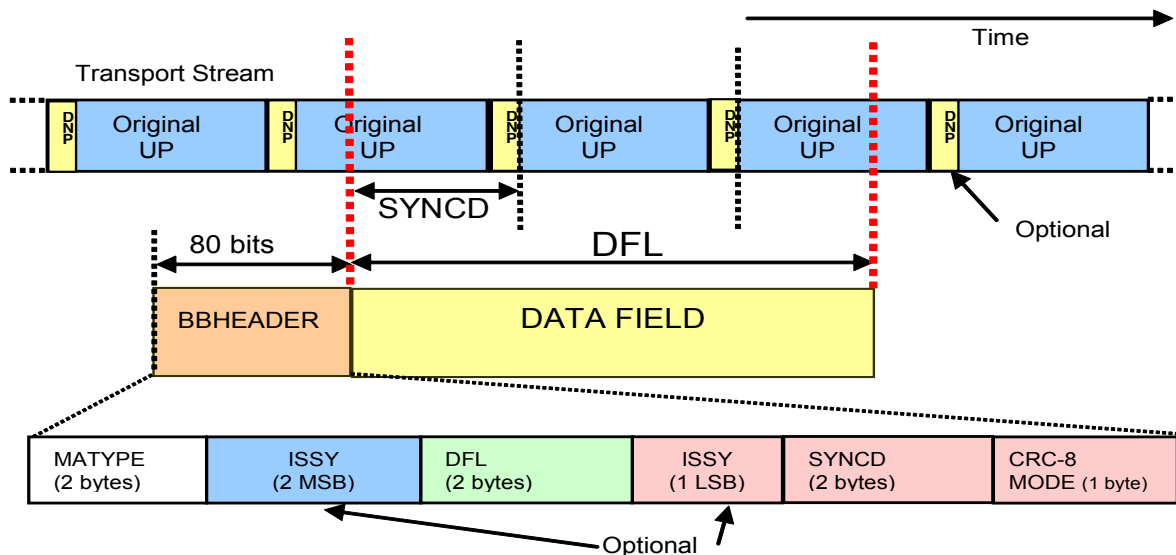 Time
Transport Stream
DNP
Original
UP
DNP
Original
UP
DNP
Original
UP
DNP
Original
UP
DNP
Original
UP
SYNCD
Optional
80 bits
DFL
BBHEADER
DATA FIELD
MATYPE
(2 bytes)
ISSY
(2 MSB)
DFL
(2 bytes)
ISSY
(1 LSB)
SYNCD
(2 bytes)
CRC-8
MODE (1 byte)
Optional